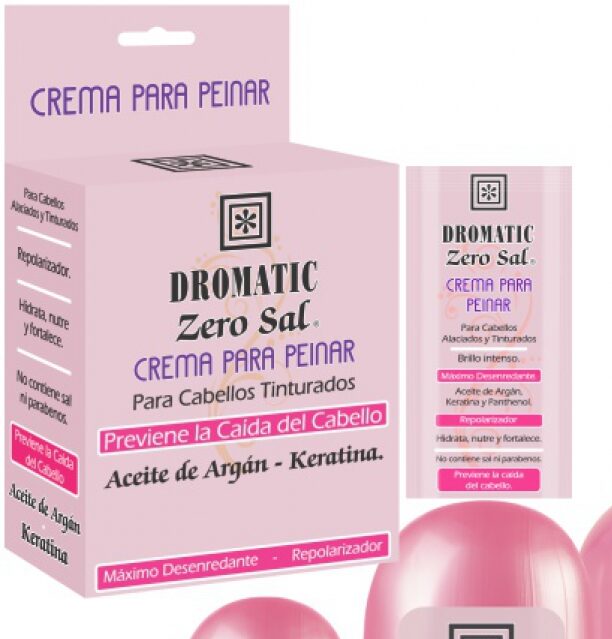 CREMA PARA PEINAR
Para Cabellos
Alaciados y Tinturados
Repolarizador.
Hidrata, nutre
y fortalece.
No contiene sal
ni parabenos.
Previene la Caída
del Cabello
Aceite de Argán
-
Keratina
DROMATIC
Zero Sal®
CREMA PARA PEINAR
Para Cabellos Tinturados
Previene la Caída del Cabello
Aceite de Argán - Keratina.
Máximo Desenredante - Repolarizador
DROMATIC
Zero Sal®
CREMA PARA
PEINAR
Para Cabellos
Alaciados y Tinturados
Brillo intenso.
Máximo Desenredante
Aceite de Argán,
Keratina y Panthenol.
Repolarizador
Hidrata, nutre y fortalece.
No contiene sal ni parabenos
Previene la caída
del cabello.